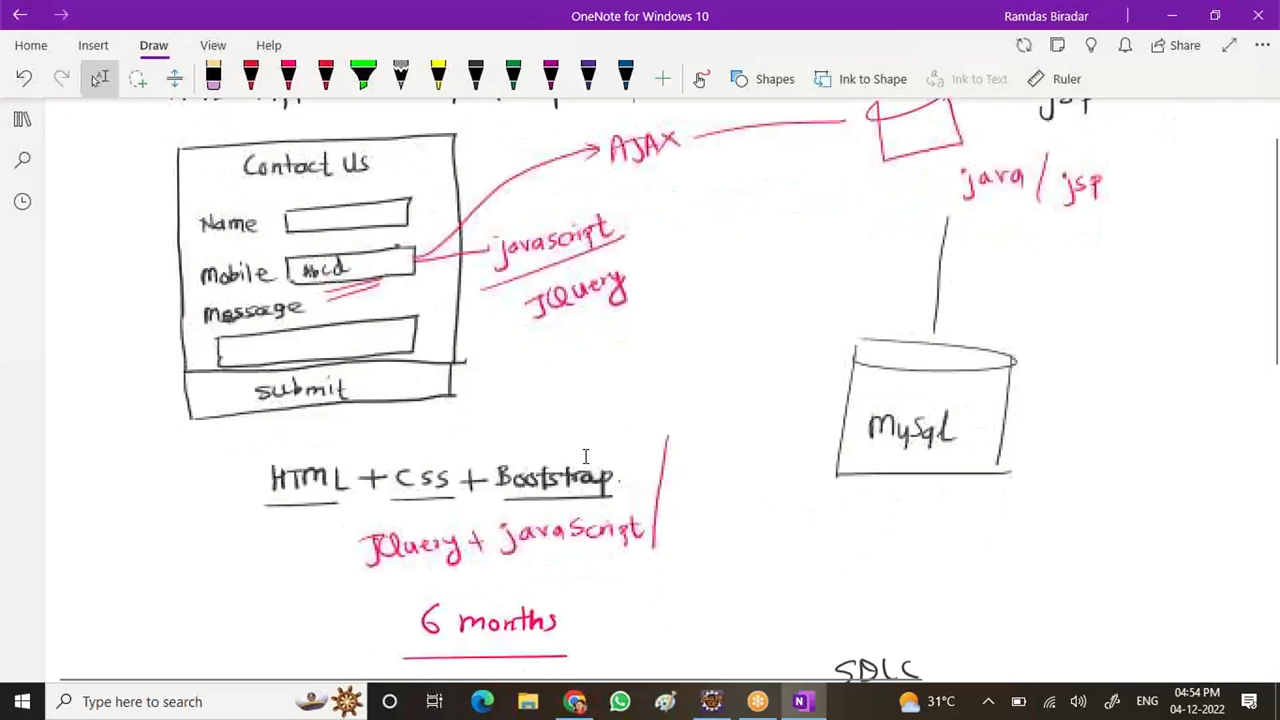 OneNote for Windows 10
Ramdas Biradar
Home Insert Draw View Help
Share
Shapes Ink to Shape Ink to Text Ruler
jsp
Contact Us
Name
Mobile Abcd
Message
submit
AJAX
javascript
JQuery
java / jsp
MySql
HTML + CSS + Bootstrap
JQuery + javaScript
6 months
SDLC
Type here to search
31°C
ENG
04:54 PM
04-12-2022